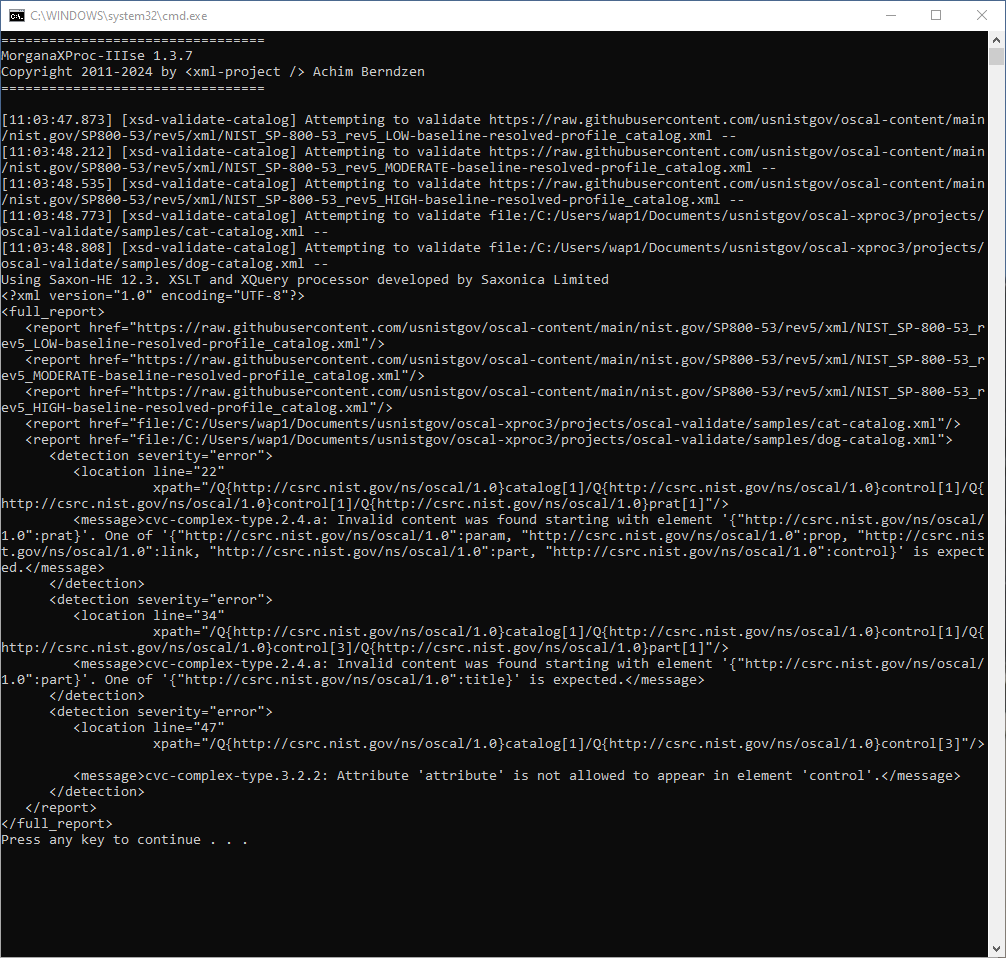 C:\WINDOWS\system32\cmd.exe
=================================
MorganaXProc-IIIse 1.3.7
Copyright 2011-2024 by <xml-project /> Achim Berndzen
=================================
[11:03:47.873] [xsd-validate-catalog] Attempting to validate https://raw.githubusercontent.com/usnistgov/oscal-content/main
/nist.gov/SP800-53/rev5/xml/NIST_SP-800-53_rev5_LOW-baseline-resolved-profile_catalog.xml --
[11:03:48.212] [xsd-validate-catalog] Attempting to validate https://raw.githubusercontent.com/usnistgov/oscal-content/main
/nist.gov/SP800-53/rev5/xml/NIST_SP-800-53_rev5_MODERATE-baseline-resolved-profile_catalog.xml --
[11:03:48.535] [xsd-validate-catalog] Attempting to validate https://raw.githubusercontent.com/usnistgov/oscal-content/main
/nist.gov/SP800-53/rev5/xml/NIST_SP-800-53_rev5_HIGH-baseline-resolved-profile_catalog.xml --
[11:03:48.773] [xsd-validate-catalog] Attempting to validate file:/C:/Users/wap1/Documents/usnistgov/oscal-xproc3/projects/
oscal-validate/samples/cat-catalog.xml --
[11:03:48.808] [xsd-validate-catalog] Attempting to validate file:/C:/Users/wap1/Documents/usnistgov/oscal-xproc3/projects/
oscal-validate/samples/dog-catalog.xml --
Using Saxon-HE 12.3. XSLT and XQuery processor developed by Saxonica Limited
<?xml version="1.0" encoding="UTF-8"?>
<full_report>
   <report href="https://raw.githubusercontent.com/usnistgov/oscal-content/main/nist.gov/SP800-53/rev5/xml/NIST_SP-800-53_r
ev5_LOW-baseline-resolved-profile_catalog.xml"/>
   <report href="https://raw.githubusercontent.com/usnistgov/oscal-content/main/nist.gov/SP800-53/rev5/xml/NIST_SP-800-53_r
ev5_MODERATE-baseline-resolved-profile_catalog.xml"/>
   <report href="https://raw.githubusercontent.com/usnistgov/oscal-content/main/nist.gov/SP800-53/rev5/xml/NIST_SP-800-53_r
ev5_HIGH-baseline-resolved-profile_catalog.xml"/>
   <report href="file:/C:/Users/wap1/Documents/usnistgov/oscal-xproc3/projects/oscal-validate/samples/cat-catalog.xml"/>
   <report href="file:/C:/Users/wap1/Documents/usnistgov/oscal-xproc3/projects/oscal-validate/samples/dog-catalog.xml">
      <detection severity="error">
         <location line="22"
                   xpath="/Q{http://csrc.nist.gov/ns/oscal/1.0}catalog[1]/Q{http://csrc.nist.gov/ns/oscal/1.0}control[1]/Q{
http://csrc.nist.gov/ns/oscal/1.0}prat[1]"/>
         <message>cvc-complex-type.2.4.a: Invalid content was found starting with element '{"http://csrc.nist.gov/ns/oscal/
1.0":prat}'. One of '{"http://csrc.nist.gov/ns/oscal/1.0":param, "http://csrc.nist.gov/ns/oscal/1.0":prop, "http://csrc.nis
t.gov/ns/oscal/1.0":link, "http://csrc.nist.gov/ns/oscal/1.0":part, "http://csrc.nist.gov/ns/oscal/1.0":control}' is expect
ed.</message>
      </detection>
      <detection severity="error">
         <location line="34"
                   xpath="/Q{http://csrc.nist.gov/ns/oscal/1.0}catalog[1]/Q{http://csrc.nist.gov/ns/oscal/1.0}control[1]/Q{
http://csrc.nist.gov/ns/oscal/1.0}control[3]/Q{http://csrc.nist.gov/ns/oscal/1.0}part[1]"/>
         <message>cvc-complex-type.2.4.a: Invalid content was found starting with element '{"http://csrc.nist.gov/ns/oscal/
1.0":part}'. One of '{"http://csrc.nist.gov/ns/oscal/1.0":title}' is expected.</message>
      </detection>
      <detection severity="error">
         <location line="47"
                   xpath="/Q{http://csrc.nist.gov/ns/oscal/1.0}catalog[1]/Q{http://csrc.nist.gov/ns/oscal/1.0}control[3]"/>
         <message>cvc-complex-type.3.2.2: Attribute 'attribute' is not allowed to appear in element 'control'.</message>
      </detection>
   </report>
</full_report>
Press any key to continue . . .